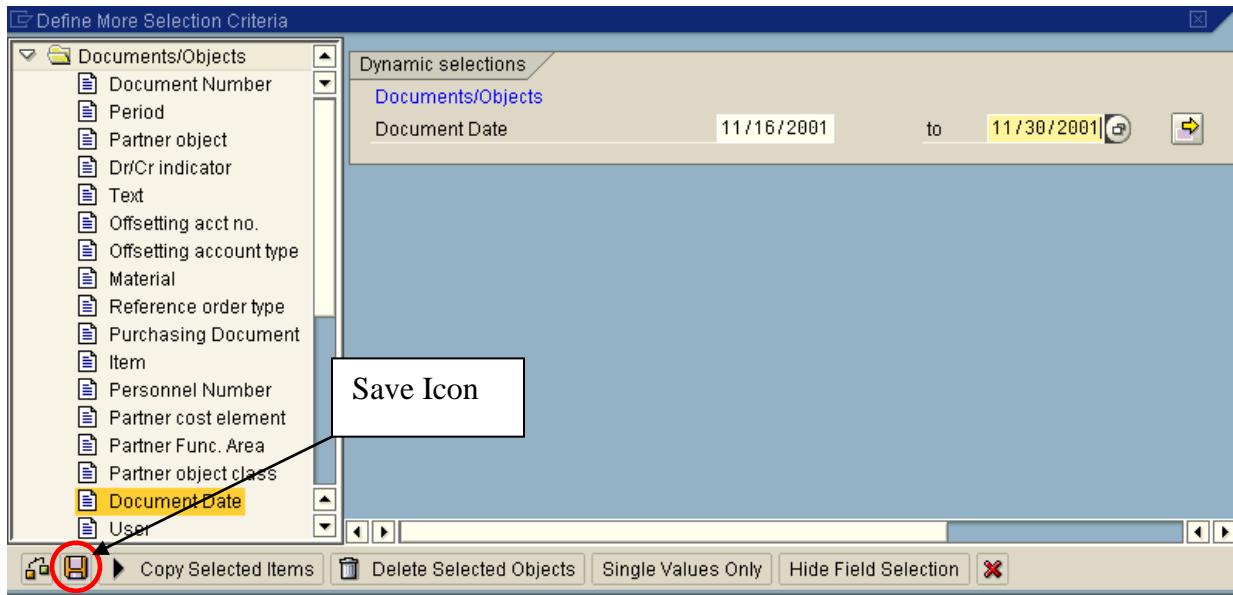 Define More Selection Criteria
Documents/Objects
Document Number
Period
Partner object
Dr/Cr indicator
Text
Offsetting acct no.
Offsetting account type
Material
Reference order type
Purchasing Document
Item
Personnel Number
Partner cost element
Partner Func. Area
Partner object class
Document Date
User
Dynamic selections
Documents/Objects
Document Date 11/16/2001 to 11/30/2001
Save Icon
Copy Selected Items Delete Selected Objects Single Values Only Hide Field Selection